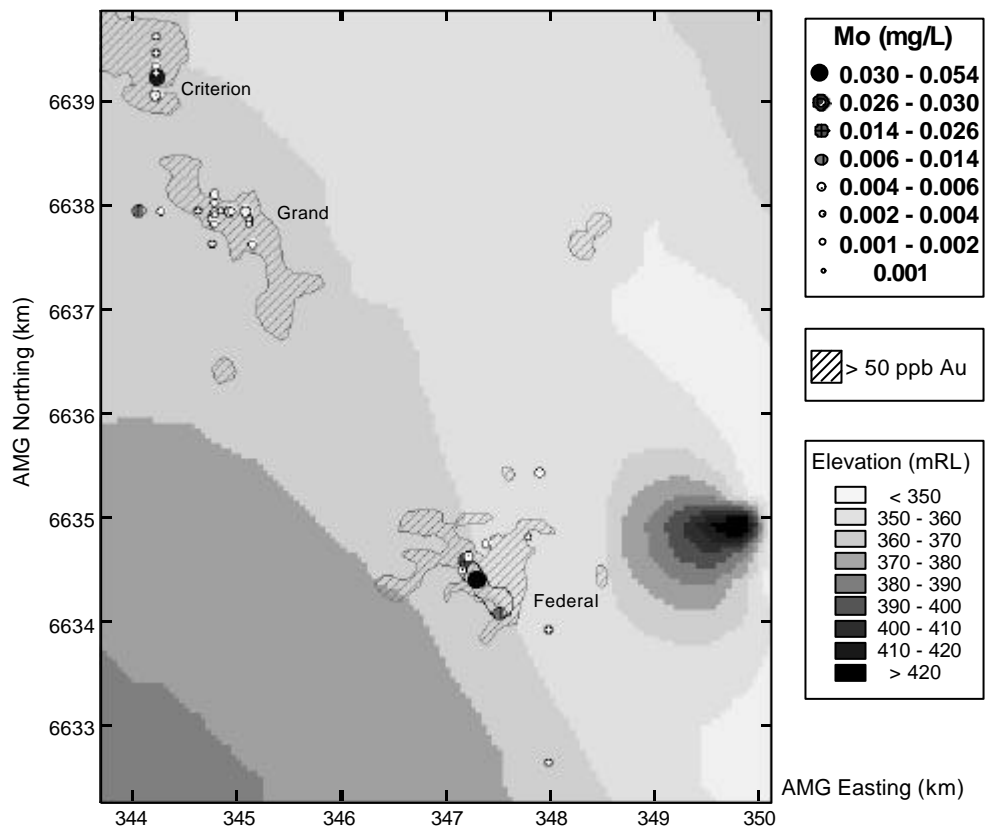 Mo (mg/L)
0.030 - 0.054
0.026 - 0.030
0.014 - 0.026
0.006 - 0.014
0.004 - 0.006
0.002 - 0.004
0.001 - 0.002
0.001
> 50 ppb Au
Elevation (mRL)
< 350
350 - 360
360 - 370
370 - 380
380 - 390
390 - 400
400 - 410
410 - 420
> 420
Criterion
Grand
Federal
AMG Northing (km)
6639
6638
6637
6636
6635
6634
6633
344 345 346 347 348 349 350
AMG Easting (km)